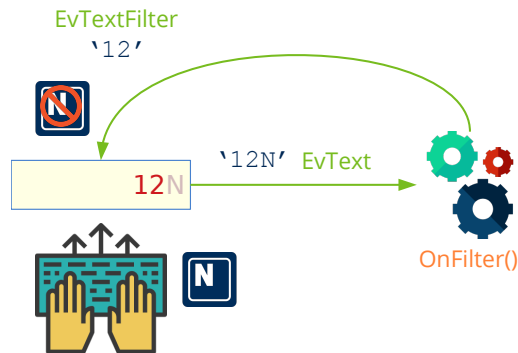 EvTextFilter
‘12’
N
‘12N’ EvText
12N
N
OnFilter()